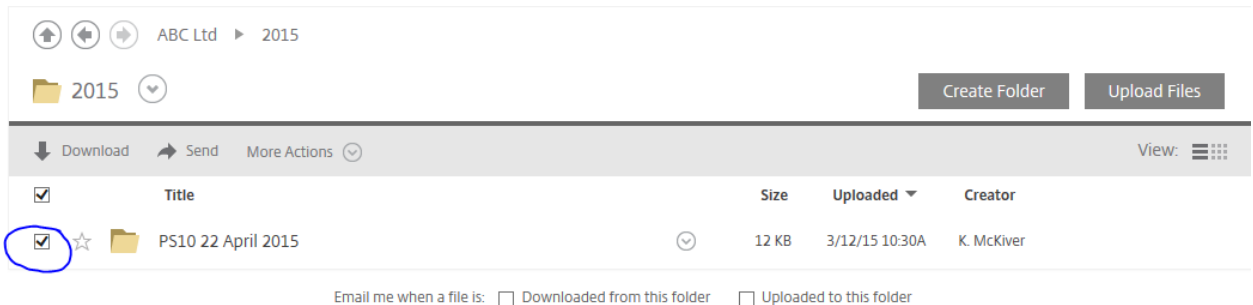 ABC Ltd 2015
2015 Create Folder Upload Files
Download Send More Actions View:
Title Size Uploaded Creator
PS10 22 April 2015 12 KB 3/12/15 10:30A K. McKiver
Email me when a file is: Downloaded from this folder Uploaded to this folder